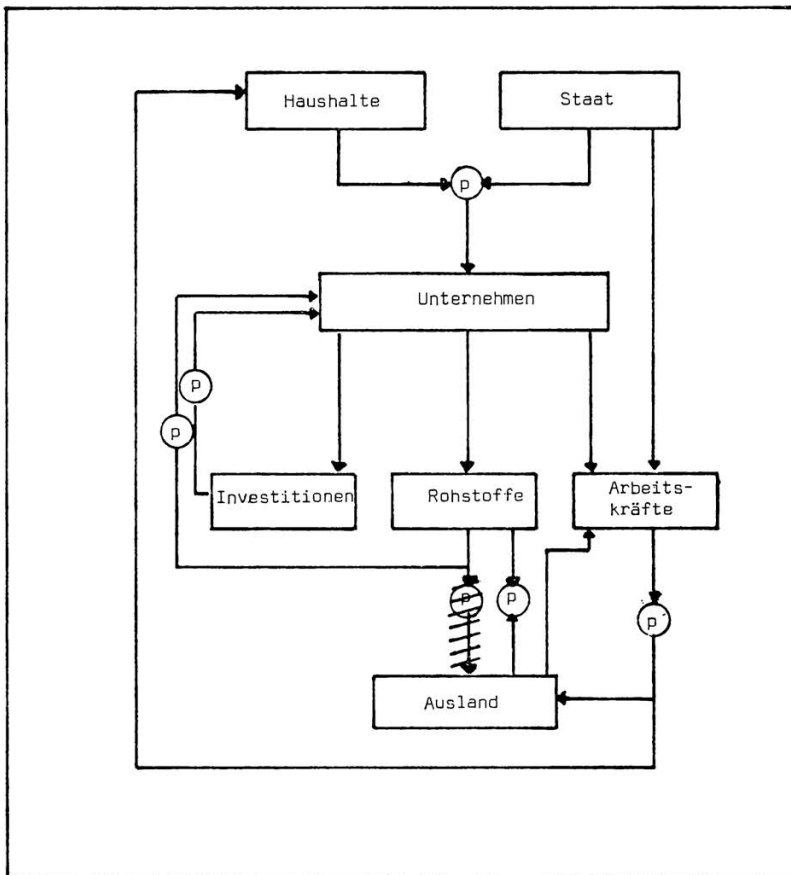 Haushalte
Staat
p
Unternehmen
p
p
Investitionen
Rohstoffe
Arbeits-
kräfte
p
p
p
Ausland